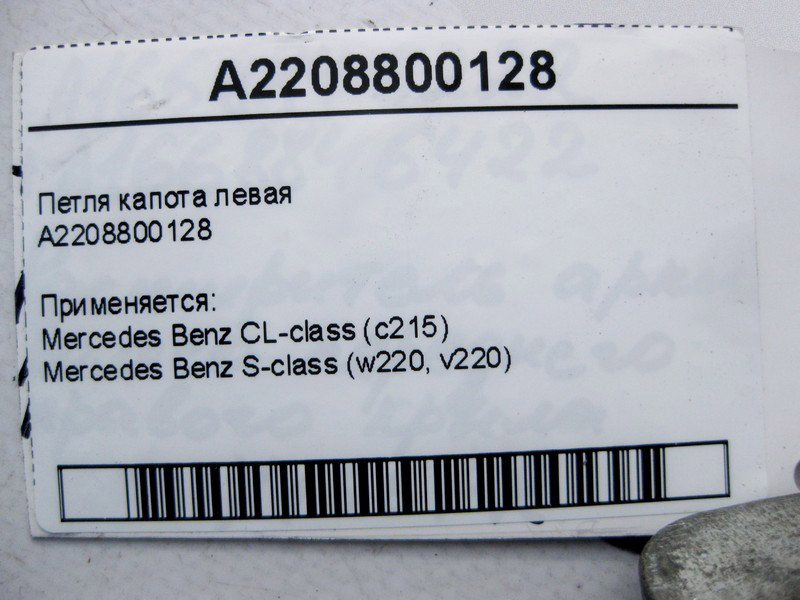 A2208800128
Петля капота левая
A2208800128
Применяется:
Mercedes Benz CL-class (c215)
Mercedes Benz S-class (w220, v220)